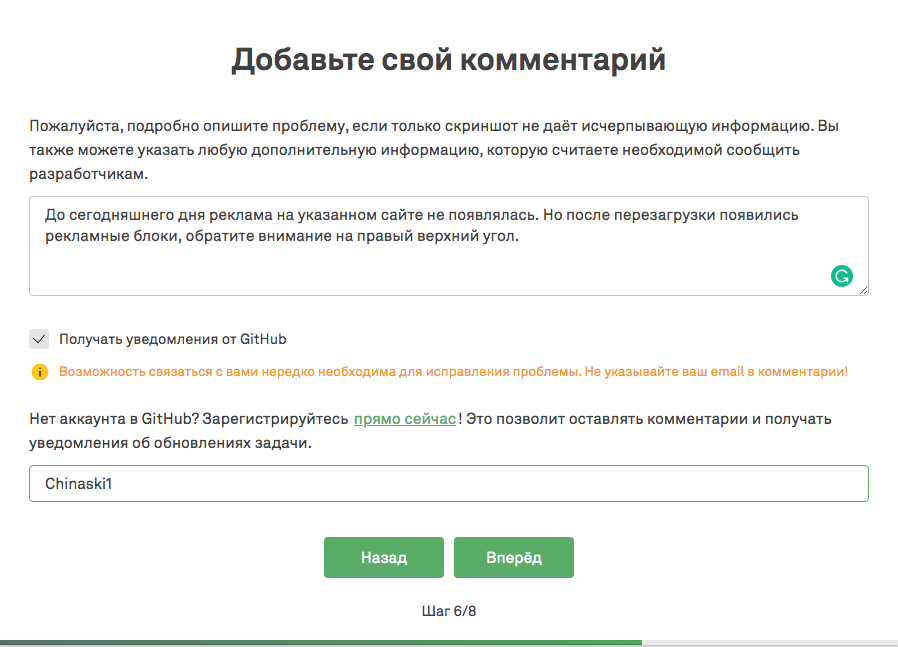 Добавьте свой комментарий
Пожалуйста, подробно опишите проблему, если только скриншот не даёт исчерпывающую информацию. Вы
также можете указать любую дополнительную информацию, которую считаете необходимой сообщить
разработчикам.
До сегодняшнего дня реклама на указанном сайте не появлялась. Но после перезагрузки появились
рекламные блоки, обратите внимание на правый верхний угол.
Получать уведомления от GitHub
Возможность связаться с вами нередко необходима для исправления проблемы. Не указывайте ваш email в комментарии!
Нет аккаунта в GitHub? Зарегистрируйтесь прямо сейчас! Это позволит оставлять комментарии и получать
уведомления об обновлениях задачи.
Chinaski1
Назад Вперёд
Шаг 6/8